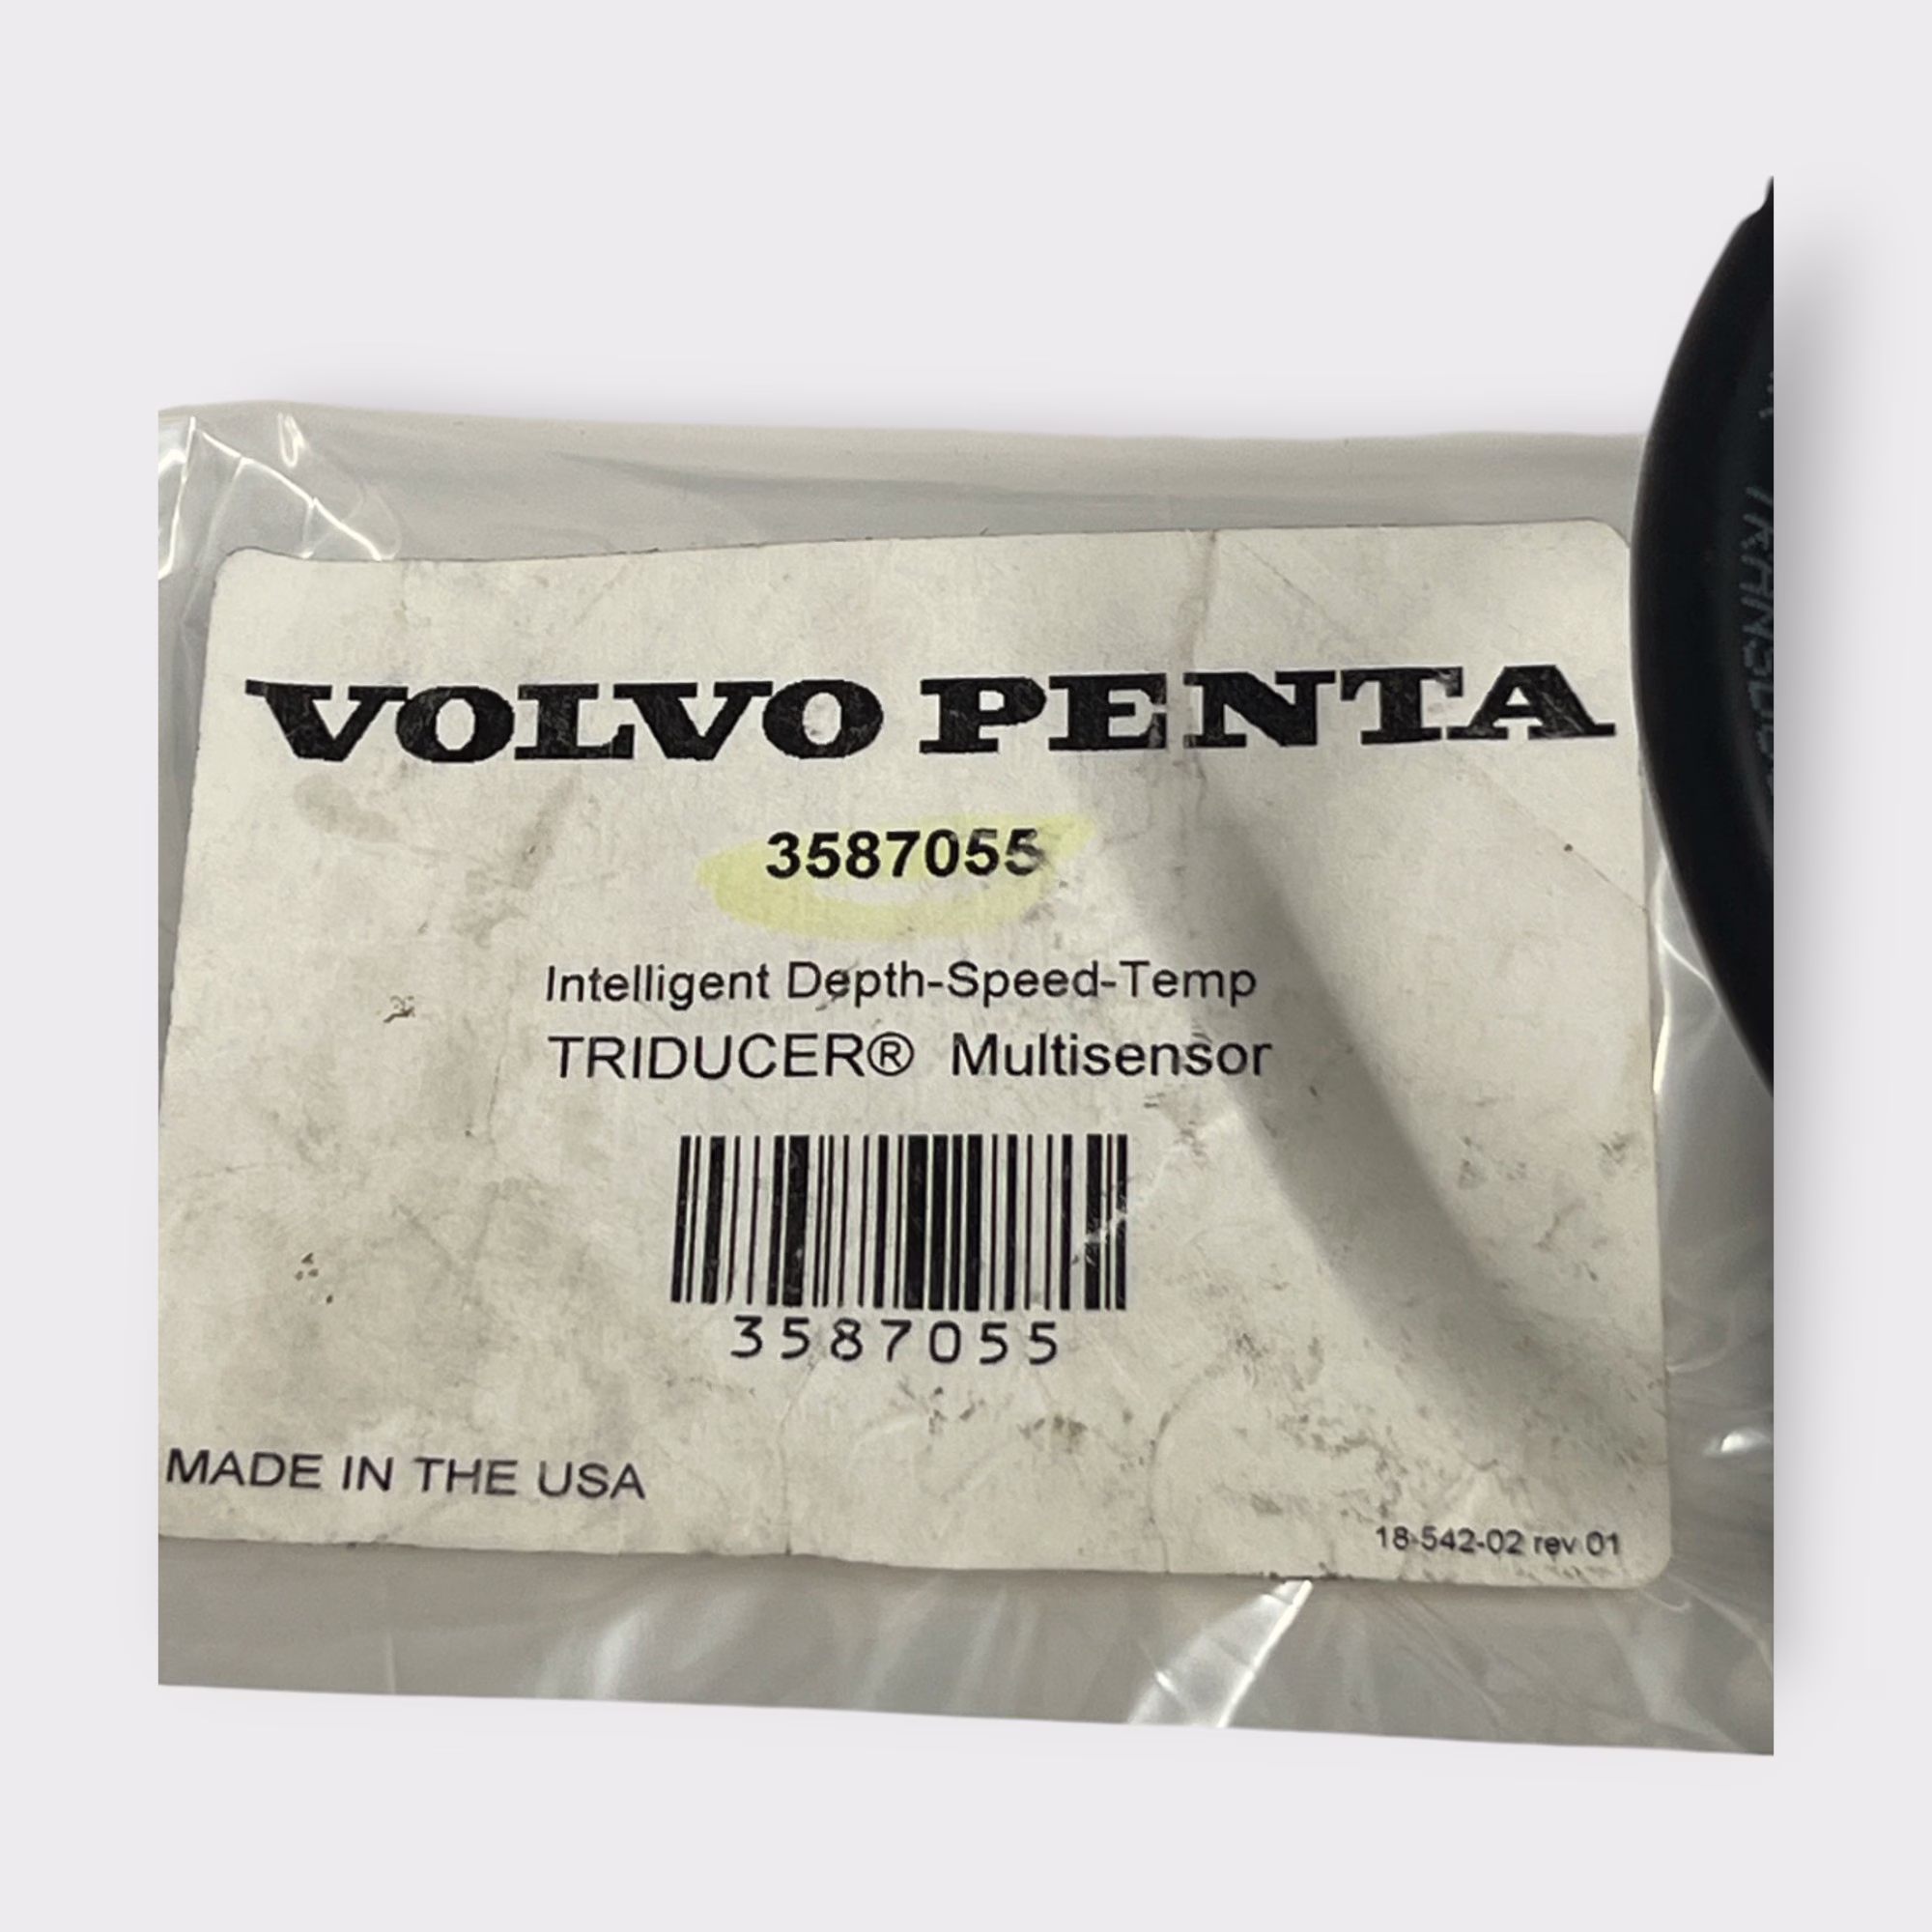 VOLVO PENTA
3587055
Intelligent Depth-Speed-Temp
TRIDUCER® Multisensor
3587055
MADE IN THE USA
18-542-02 rev 01